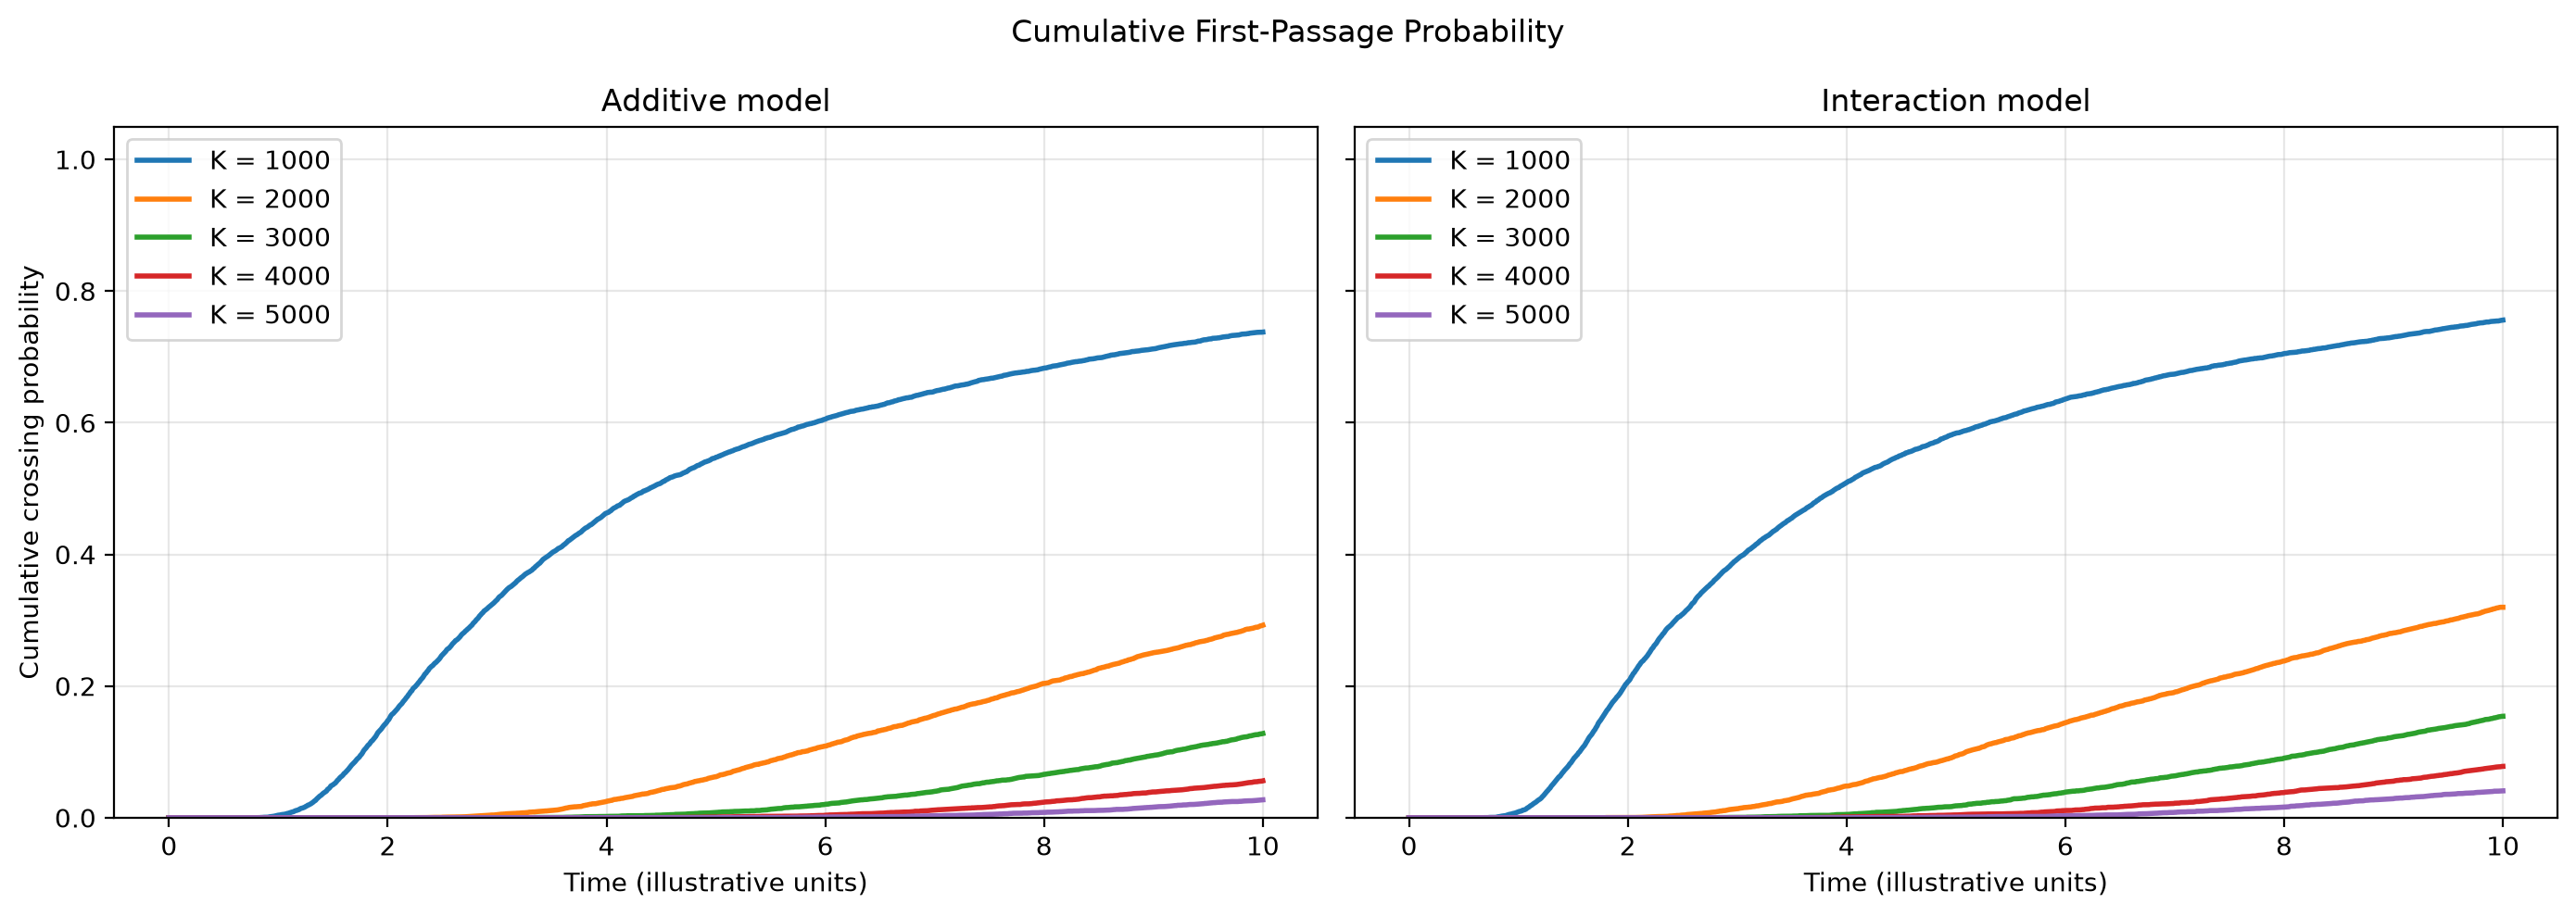 Cumulative First-Passage Probability
Additive model
K = 1000
K = 2000
K = 3000
K = 4000
K = 5000
Cumulative crossing probability
1.0
0.8
0.6
0.4
0.2
0.0
0 2 4 6 8 10
Time (illustrative units)
Interaction model
K = 1000
K = 2000
K = 3000
K = 4000
K = 5000
0 2 4 6 8 10
Time (illustrative units)